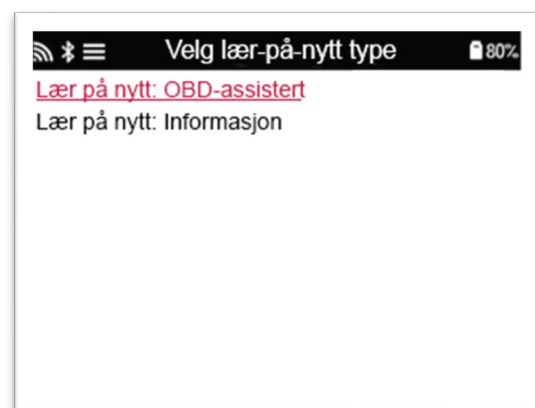 Velg lær-på-nytt type 80%
Lær på nytt: OBD-assistert
Lær på nytt: Informasjon